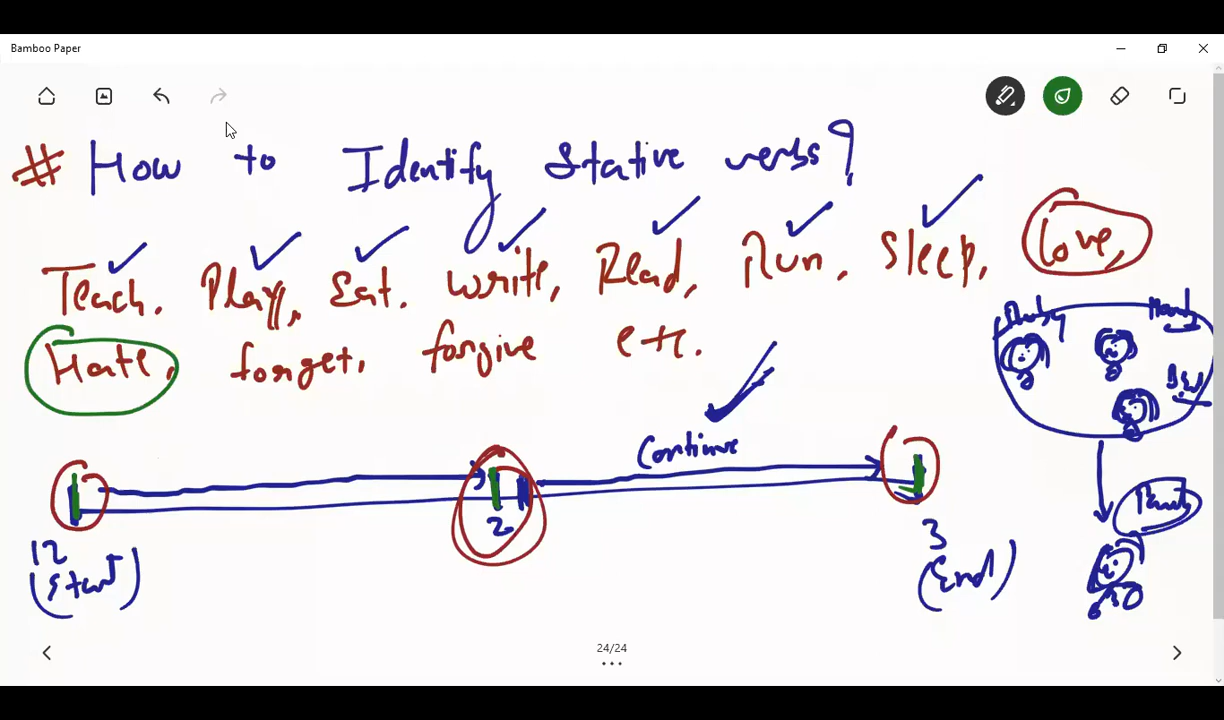 Bamboo Paper
# How to Identify Stative verbs?
Teach, Play, Eat, write, Read, Run, Sleep, Love,
Hate, forget, forgive etc.
Continue
12
(Start)
2
3
(End)
24/24